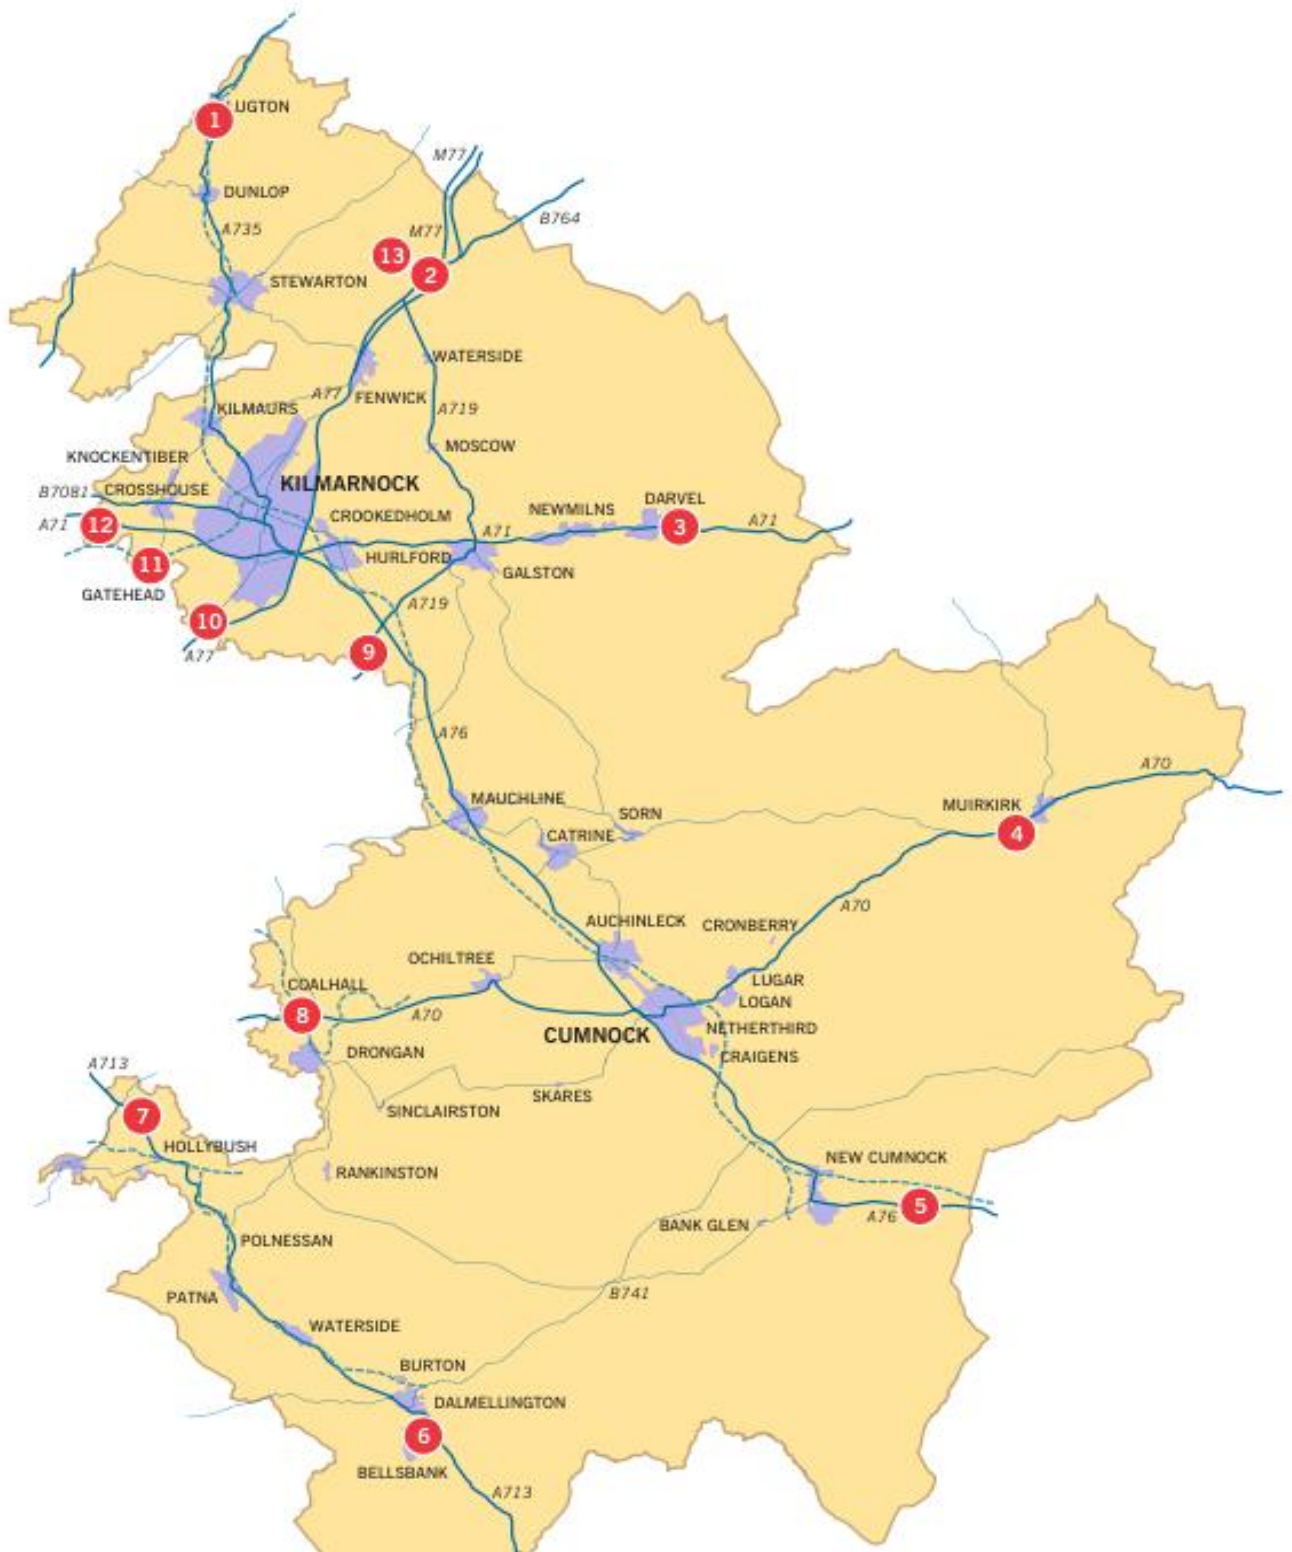 UGTON
1
DUNLOP
M77
A735
M77
B764
13
2
STEWARTON
WATERSIDE
A77
FENWICK
KILMAURS
A719
MOSCOW
KNOCKENTIBER
KILMARNOCK
B7081
CROSSHOUSE
NEWMILNS
DARVEL
CROOKEDHOLM
A71
12
A71
3
A71
HURLFORD
11
GALSTON
GATEHEAD
A719
10
9
A77
A76
A70
MAUCHLINE
MUIRKIRK
SORN
4
CATRINE
A70
AUCHINLECK
CRONBERRY
OCHILTREE
LUGAR
COALHALL
LOGAN
8
A70
CUMNOCK
NETHERTHIRD
DRONGAN
CRAIGENS
A713
SKARES
SINCLAIRSTON
7
HOLLYBUSH
NEW CUMNOCK
RANKINSTON
5
A76
BANK GLEN
POLNESSAN
B741
PATNA
WATERSIDE
BURTON
DALMELLINGTON
6
BELLSBANK
A713